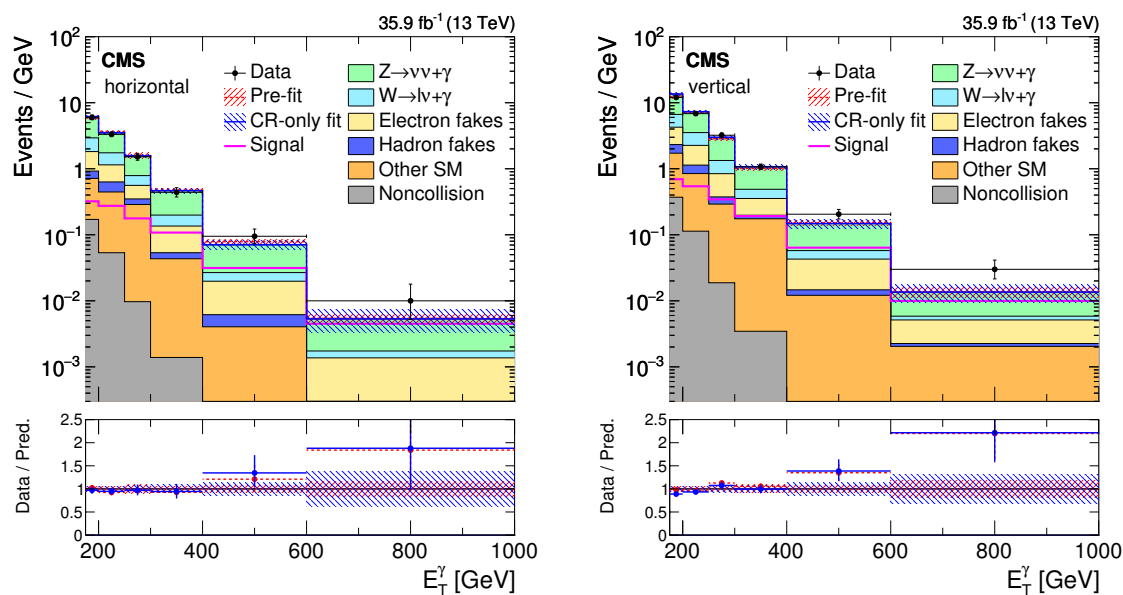 35.9 fb⁻¹ (13 TeV)
Events / GeV
10²
10
1
10⁻¹
10⁻²
10⁻³
CMS
horizontal
Data
Pre-fit
CR-only fit
Signal
Z→νν+γ
W→lν+γ
Electron fakes
Hadron fakes
Other SM
Noncollision
Data / Pred.
2.5
2
1.5
1
0.5
0
200 400 600 800 1000
E_T^γ [GeV]
35.9 fb⁻¹ (13 TeV)
Events / GeV
10²
10
1
10⁻¹
10⁻²
10⁻³
CMS
vertical
Data
Pre-fit
CR-only fit
Signal
Z→νν+γ
W→lν+γ
Electron fakes
Hadron fakes
Other SM
Noncollision
Data / Pred.
2.5
2
1.5
1
0.5
0
200 400 600 800 1000
E_T^γ [GeV]